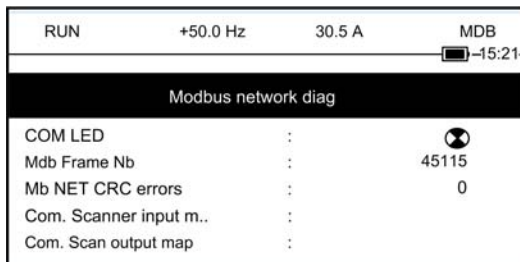 RUN +50.0 Hz 30.5 A MDB
15:21
Modbus network diag
COM LED :
Mdb Frame Nb : 45115
Mb NET CRC errors : 0
Com. Scanner input m.. :
Com. Scan output map :